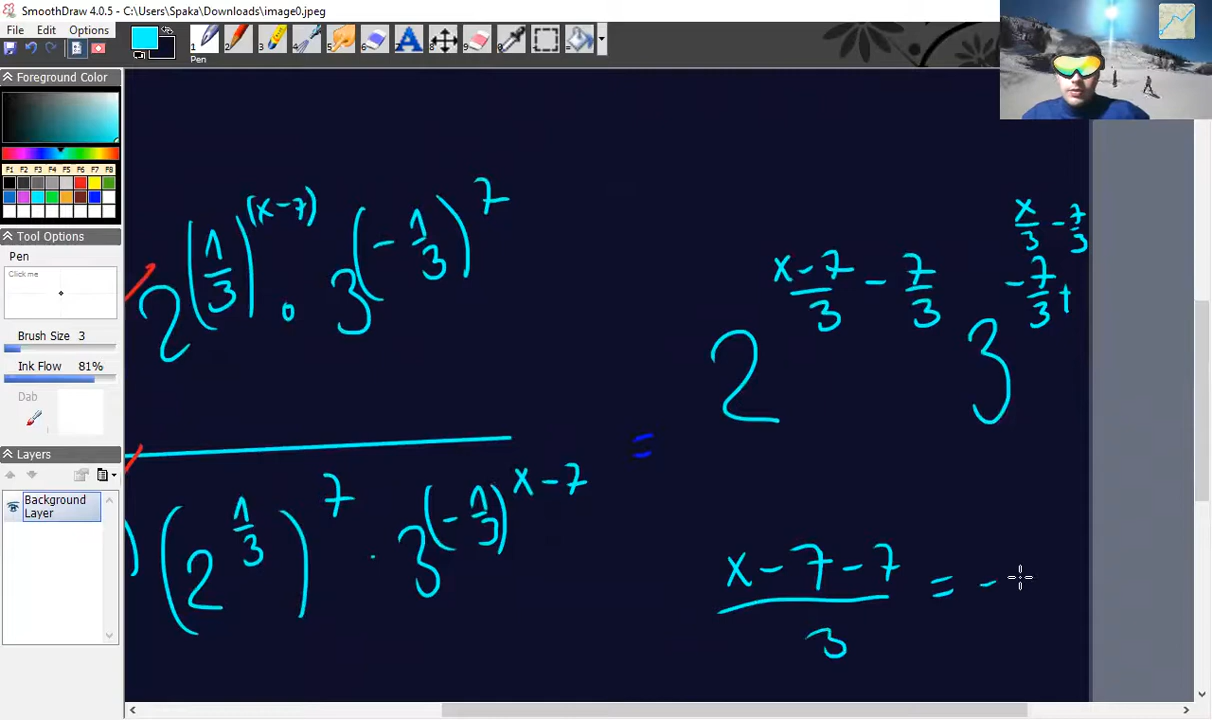 SmoothDraw 4.0.5 - C:\Users\Spaka\Downloads\image0.jpeg
File Edit Options
1
0
Pen
Foreground Color
F1 F2 F3 F4 F5 F6 F7 F8
Tool Options
Pen
Click me
Brush Size 3
Ink Flow 81%
Dab
Layers
Background Layer
2^(1/3)^(x-7) · 3^(-1/3)^7
) (2^(1/3))^7 · 3^(-1/3)^(x-7)
=
2^((x-7)/3 - 7/3) 3^(-7/3 + x/3 - 7/3)
(x-7-7)/3 = -